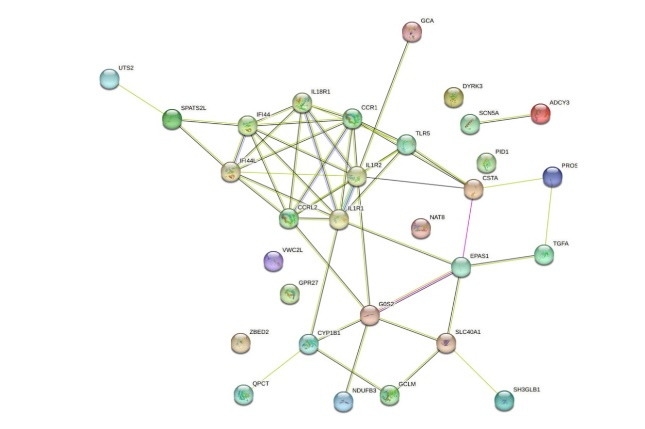 GCA
UTS2
DYRK3
IL18R1
ADCY3
SPATS2L
IFI44
CCR1
SCN5A
TLR5
PID1
IFI44L
IL1R2
CSTA
PROS
CCRL2
IL1R1
NAT8
TGFA
VWC2L
EPAS1
GPR27
G0S2
ZBED2
CYP1B1
SLC40A1
QPCT
NDUFB3
GCLM
SH3GLB1